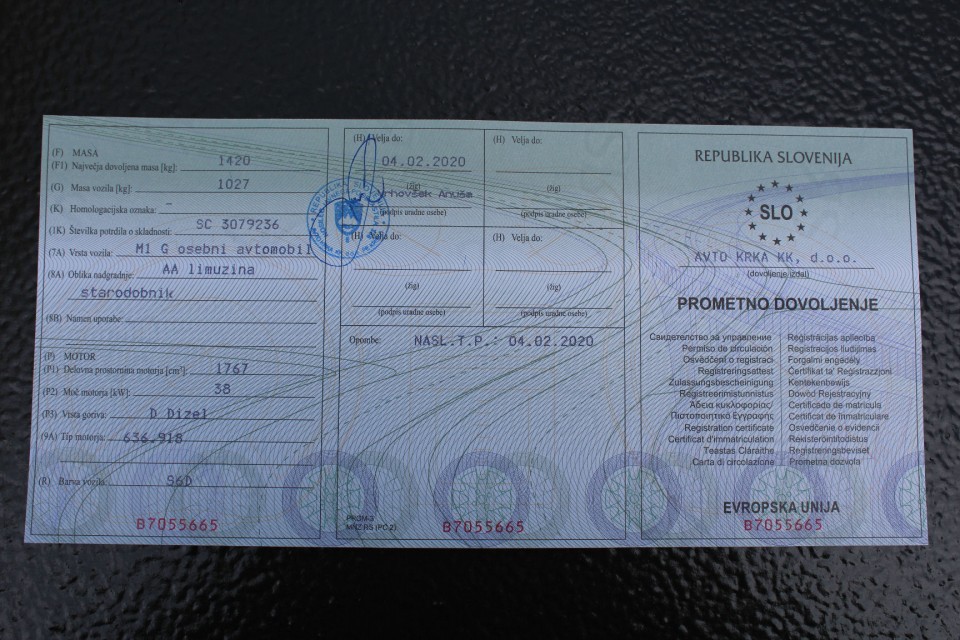 (F) MASA
(F1) Največja dovoljena masa [kg]: 1420
(G) Masa vozila [kg]: 1027
(K) Homologacijska oznaka: -
(1K) Številka potrdila o skladnosti: SC 3079236
(7A) Vrsta vozila: M1 G osebni avtomobil
(8A) Oblika nadgradnje: AA limuzina
starodobnik
(8B) Namen uporabe:
(P) MOTOR
(P1) Delovna prostornina motorja [cm³]: 1767
(P2) Moč motorja [kW]: 38
(P3) Vrsta goriva: D Dizel
(9A) Tip motorja: 636.918
(R) Barva vozila: S6D
B7055665
(H) Velja do:
04.02.2020
(žig)
(podpis uradne osebe)
(H) Velja do:
(žig)
(podpis uradne osebe)
(H) Velja do:
(žig)
(podpis uradne osebe)
(H) Velja do:
(žig)
(podpis uradne osebe)
Opombe: NASL.T.P.: 04.02.2020
B7055665
REPUBLIKA SLOVENIJA
SLO
AVTO KRKA KK, d.o.o.
(dovoljenje izdal)
PROMETNO DOVOLJENJE
Свидетелство за управление
Permiso de circulación
Osvědčení o registraci
Registreringsattest
Zulassungsbescheinigung
Registreerimistunnistus
Άδεια κυκλοφορίας/
Πιστοποιητικό Εγγραφής
Registration certificate
Certificat d'immatriculation
Teastas Cláraithe
Carta di circolazione
Reģistrācijas apliecība
Registracijos liudijimas
Forgalmi engedély
Ċertifikat ta' Reġistrazzjoni
Kentekenbewijs
Dowód Rejestracyjny
Certificado de matrícula
Certificat de înmatriculare
Osvedčenie o evidencii
Rekisteröintitodistus
Registreringsbeviset
Prometna dozvola
EVROPSKA UNIJA
B7055665